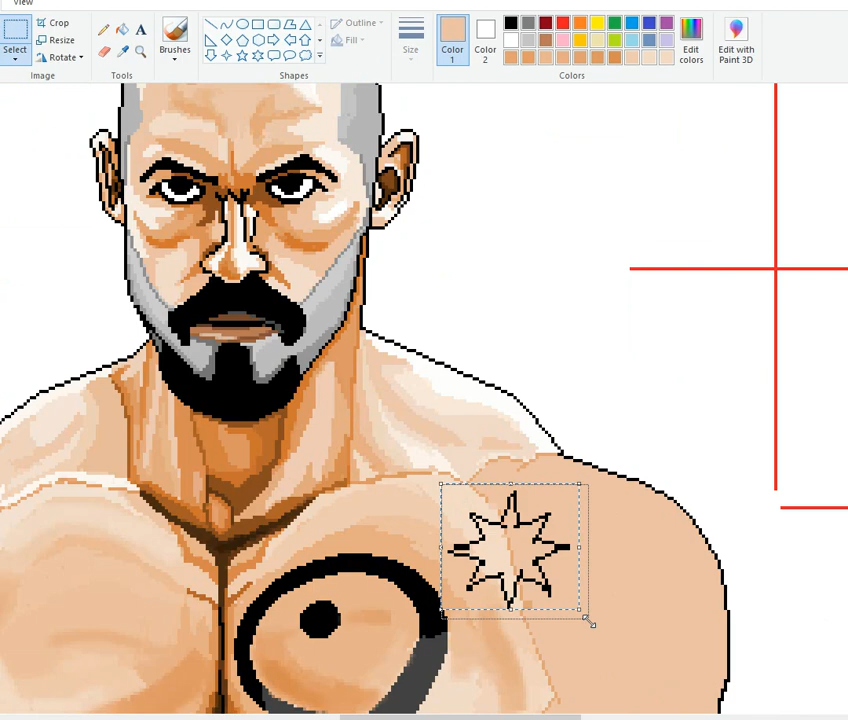 View
Crop
Resize
Rotate
Select
Image
Tools
Brushes
Outline
Fill
Shapes
Size
Color 1
Color 2
Edit colors
Colors
Edit with Paint 3D